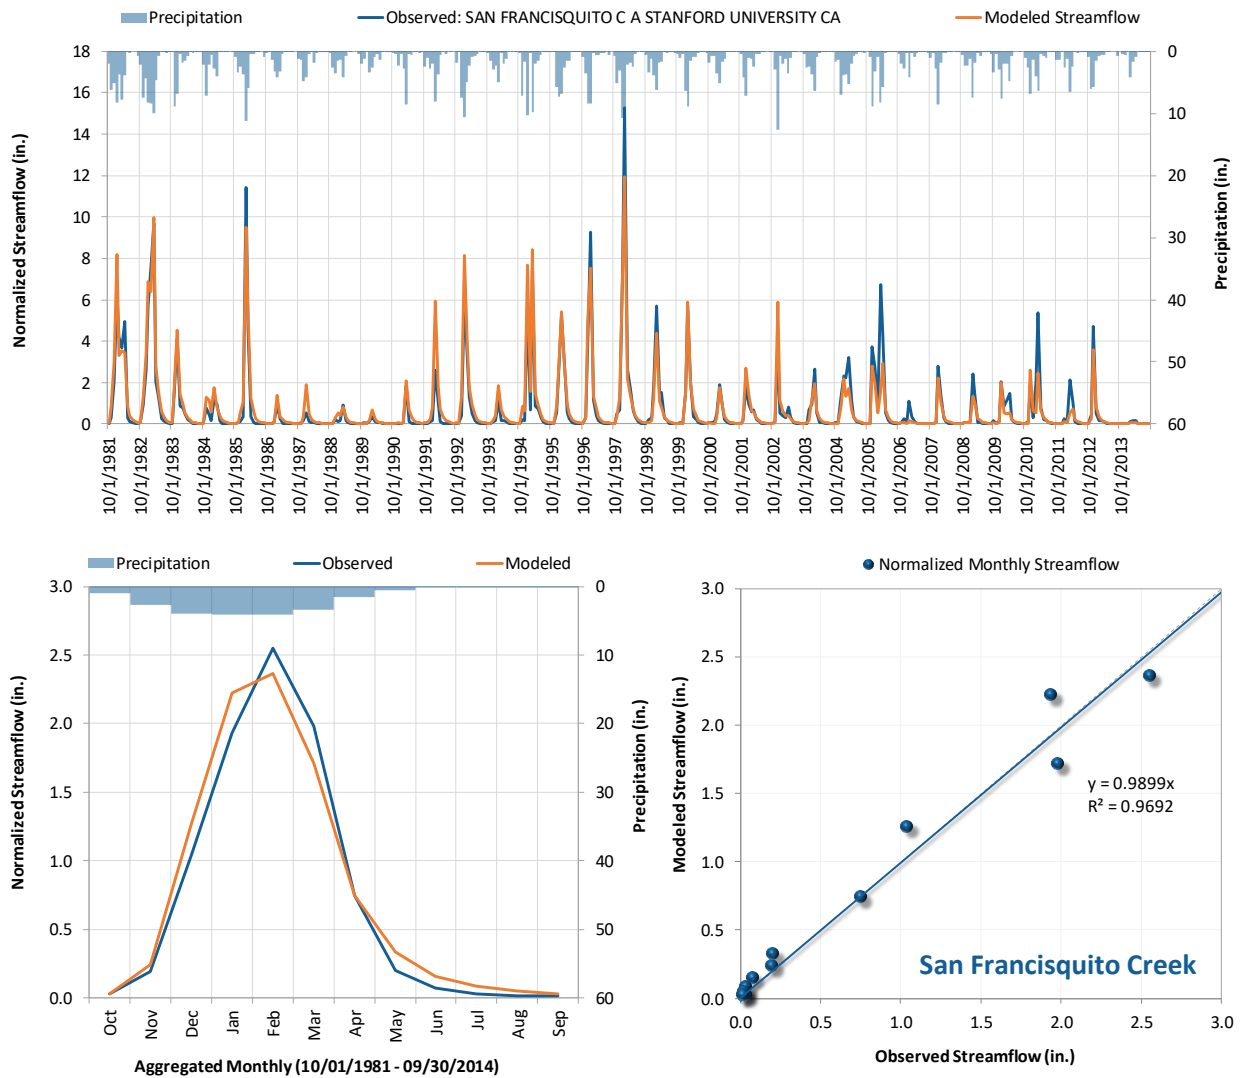 Precipitation
Observed: SAN FRANCISQUITO C A STANFORD UNIVERSITY CA
Modeled Streamflow
Normalized Streamflow (in.)
18
16
14
12
10
8
6
4
2
0
0
10
20
30
40
50
60
Precipitation (in.)
10/1/1981
10/1/1982
10/1/1983
10/1/1984
10/1/1985
10/1/1986
10/1/1987
10/1/1988
10/1/1989
10/1/1990
10/1/1991
10/1/1992
10/1/1993
10/1/1994
10/1/1995
10/1/1996
10/1/1997
10/1/1998
10/1/1999
10/1/2000
10/1/2001
10/1/2002
10/1/2003
10/1/2004
10/1/2005
10/1/2006
10/1/2007
10/1/2008
10/1/2009
10/1/2010
10/1/2011
10/1/2012
10/1/2013
Precipitation
Observed
Modeled
Normalized Streamflow (in.)
3.0
2.5
2.0
1.5
1.0
0.5
0.0
0
10
20
30
40
50
60
Precipitation (in.)
Oct
Nov
Dec
Jan
Feb
Mar
Apr
May
Jun
Jul
Aug
Sep
Aggregated Monthly (10/01/1981 - 09/30/2014)
Normalized Monthly Streamflow
Modeled Streamflow (in.)
3.0
2.5
2.0
1.5
1.0
0.5
0.0
y = 0.9899x
R² = 0.9692
San Francisquito Creek
0.0
0.5
1.0
1.5
2.0
2.5
3.0
Observed Streamflow (in.)